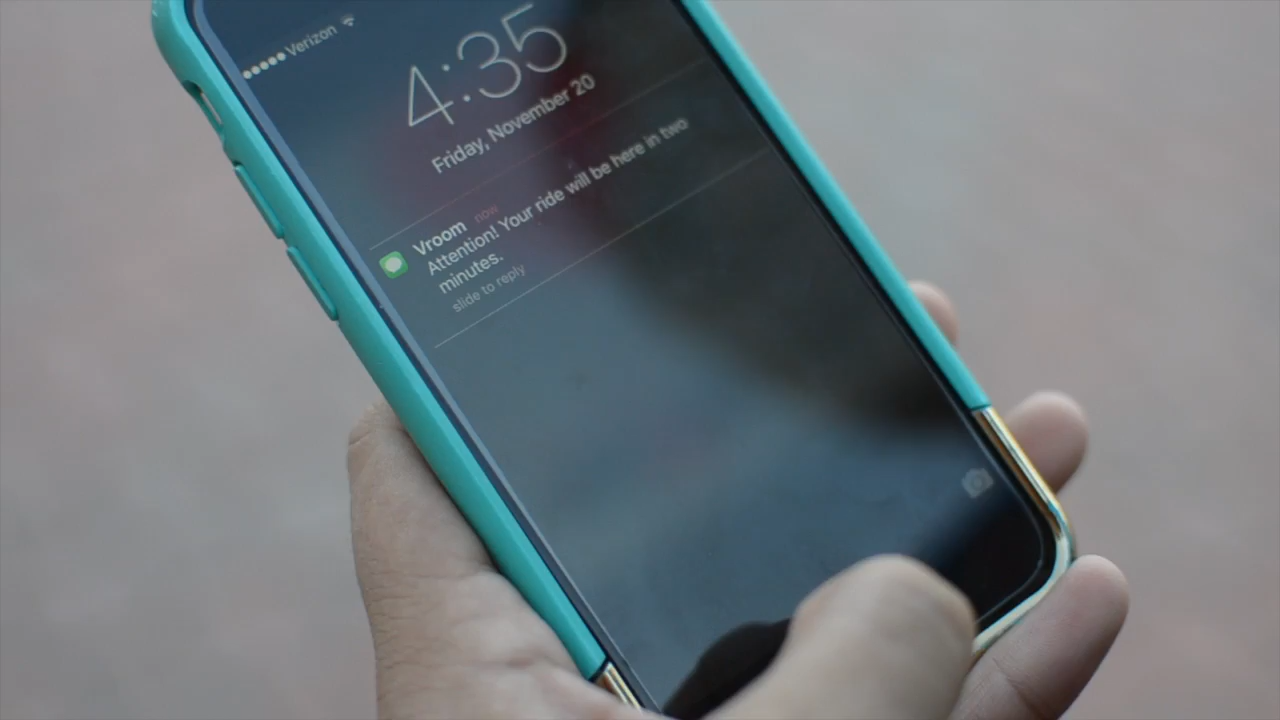 ●●●●● Verizon
4:35
Friday, November 20
Vroom now
Attention! Your ride will be here in two
minutes.
slide to reply